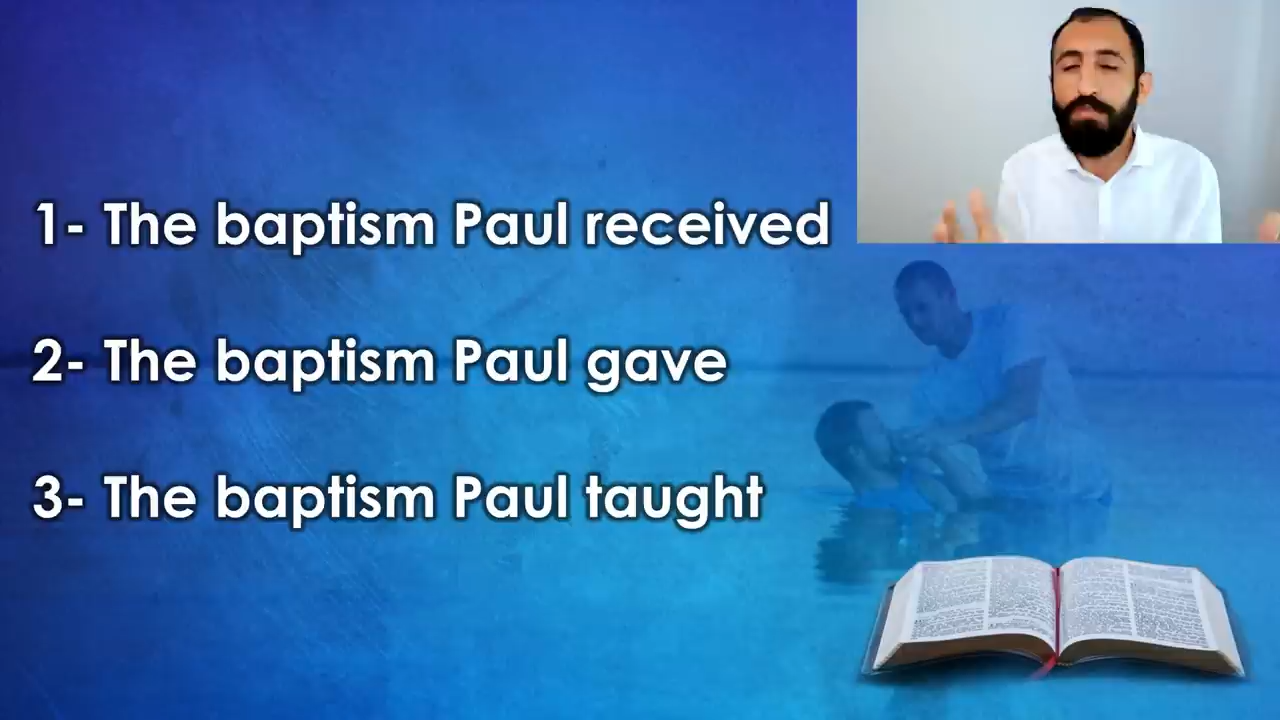 1- The baptism Paul received
2- The baptism Paul gave
3- The baptism Paul taught